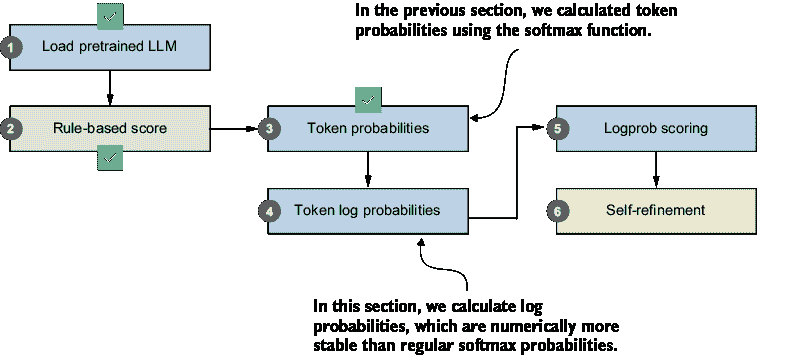 In the previous section, we calculated token
probabilities using the softmax function.
1 Load pretrained LLM
2 Rule-based score
3 Token probabilities
5 Logprob scoring
4 Token log probabilities
6 Self-refinement
In this section, we calculate log
probabilities, which are numerically more
stable than regular softmax probabilities.